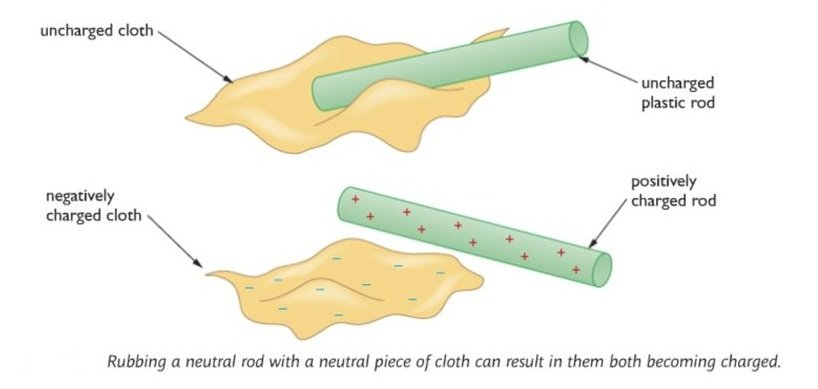 uncharged cloth
uncharged
plastic rod
negatively
charged cloth
positively
charged rod
Rubbing a neutral rod with a neutral piece of cloth can result in them both becoming charged.